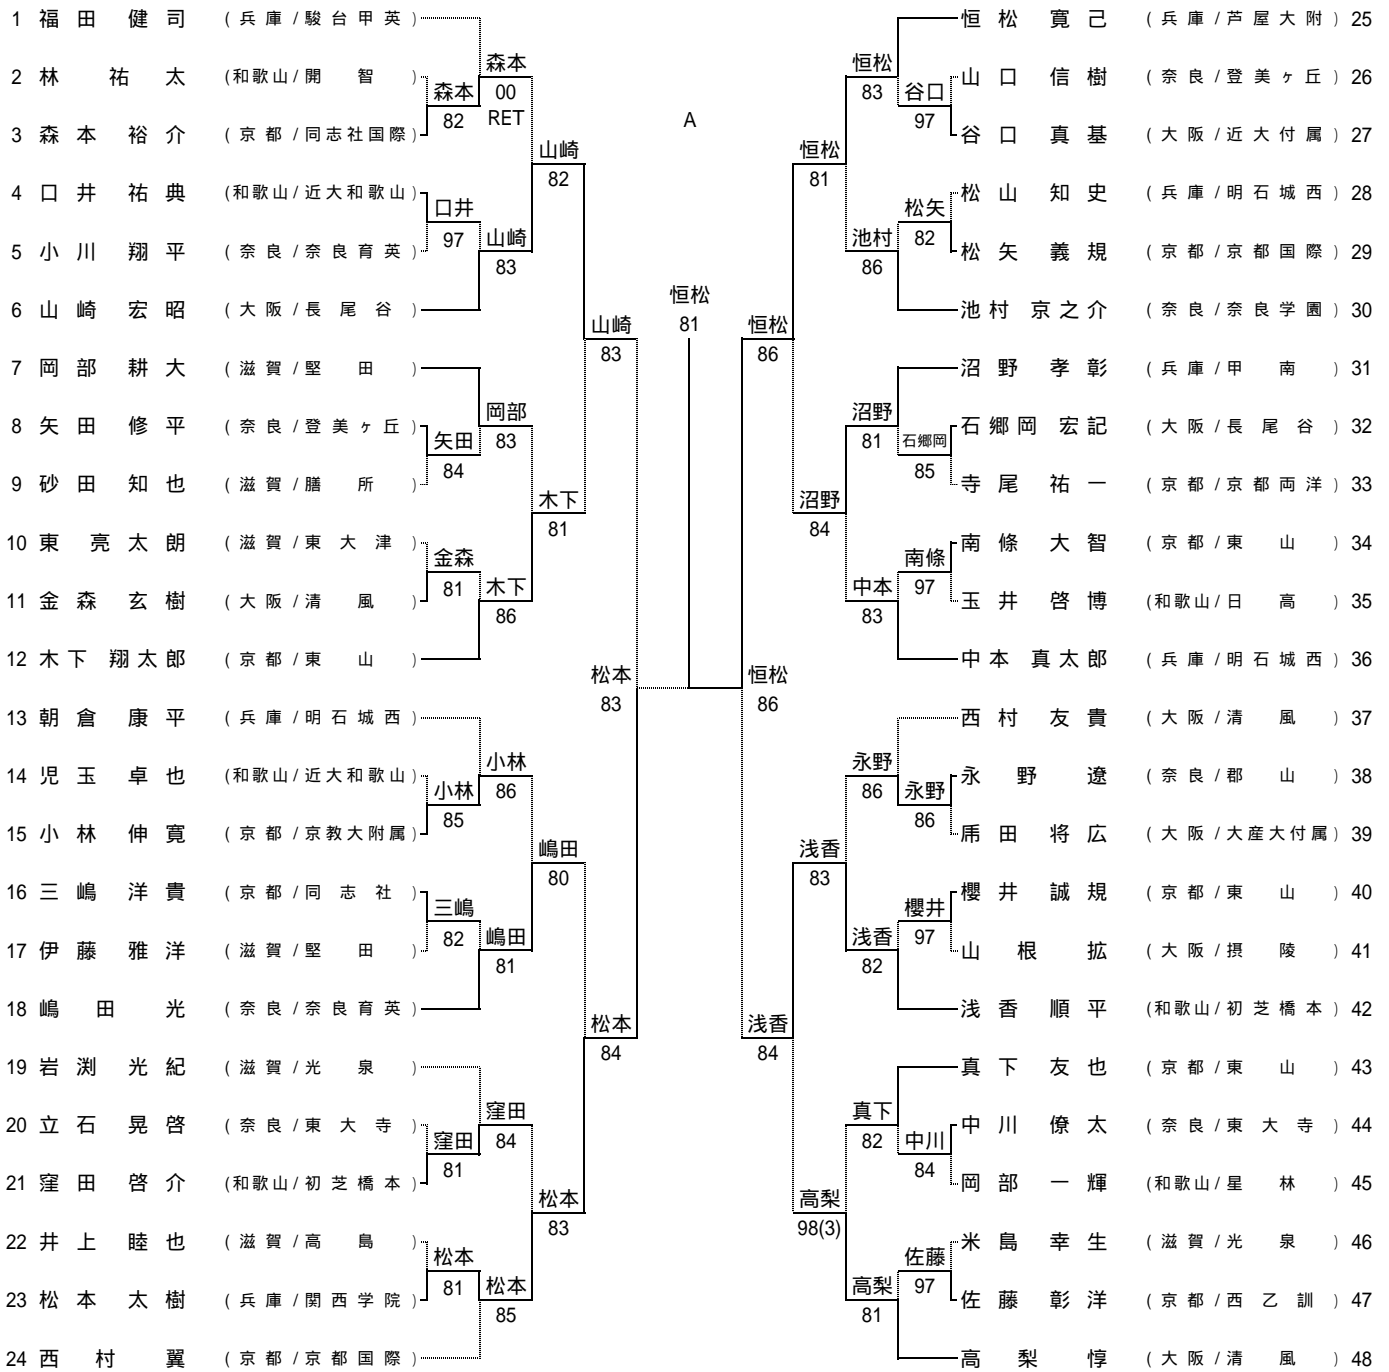 1 福田 健司 (兵庫/駿台甲英)
2 林 祐太 (和歌山/開智)
3 森本 裕介 (京都/同志社国際)
4 口井 祐典 (和歌山/近大和歌山)
5 小川 翔平 (奈良/奈良育英)
6 山崎 宏昭 (大阪/長尾谷)
7 岡部 耕大 (滋賀/堅田)
8 矢田 修平 (奈良/登美ヶ丘)
9 砂田 知也 (滋賀/膳所)
10 東 亮太朗 (滋賀/東大津)
11 金森 玄樹 (大阪/清風)
12 木下 翔太郎 (京都/東山)
13 朝倉 康平 (兵庫/明石城西)
14 児玉 卓也 (和歌山/近大和歌山)
15 小林 伸寛 (京都/京教大附属)
16 三嶋 洋貴 (京都/同志社)
17 伊藤 雅洋 (滋賀/堅田)
18 嶋田 光 (奈良/奈良育英)
19 岩渕 光紀 (滋賀/光泉)
20 立石 晃啓 (奈良/東大寺)
21 窪田 啓介 (和歌山/初芝橋本)
22 井上 睦也 (滋賀/高島)
23 松本 太樹 (兵庫/関西学院)
24 西村 翼 (京都/京都国際)
森本
82
口井
97
矢田
84
金森
81
小林
85
三嶋
82
窪田
81
松本
81
森本
00
RET
山崎
83
岡部
83
木下
86
小林
86
嶋田
81
窪田
84
松本
85
山崎
82
木下
81
嶋田
80
松本
83
山崎
83
松本
84
松本
83
A
恒松
81
恒松
86
恒松
86
浅香
84
恒松
81
沼野
84
浅香
83
高梨
98(3)
恒松
83
池村
86
沼野
81
中本
83
永野
86
浅香
82
真下
82
高梨
81
谷口
97
松矢
82
石郷岡
85
南條
97
永野
86
櫻井
97
中川
84
佐藤
97
恒松 寛己 (兵庫/芦屋大附) 25
山口 信樹 (奈良/登美ヶ丘) 26
谷口 真基 (大阪/近大付属) 27
松山 知史 (兵庫/明石城西) 28
松矢 義規 (京都/京都国際) 29
池村 京之介 (奈良/奈良学園) 30
沼野 孝彰 (兵庫/甲南) 31
石郷岡 宏記 (大阪/長尾谷) 32
寺尾 祐一 (京都/京都両洋) 33
南條 大智 (京都/東山) 34
玉井 啓博 (和歌山/日高) 35
中本 真太郎 (兵庫/明石城西) 36
西村 友貴 (大阪/清風) 37
永野 遼 (奈良/郡山) 38
田 将広 (大阪/大産大付属) 39
櫻井 誠規 (京都/東山) 40
山根 拡 (大阪/摂陵) 41
浅香 順平 (和歌山/初芝橋本) 42
真下 友也 (京都/東山) 43
中川 僚太 (奈良/東大寺) 44
岡部 一輝 (和歌山/星林) 45
米島 幸生 (滋賀/光泉) 46
佐藤 彰洋 (京都/西乙訓) 47
高梨 惇 (大阪/清風) 48